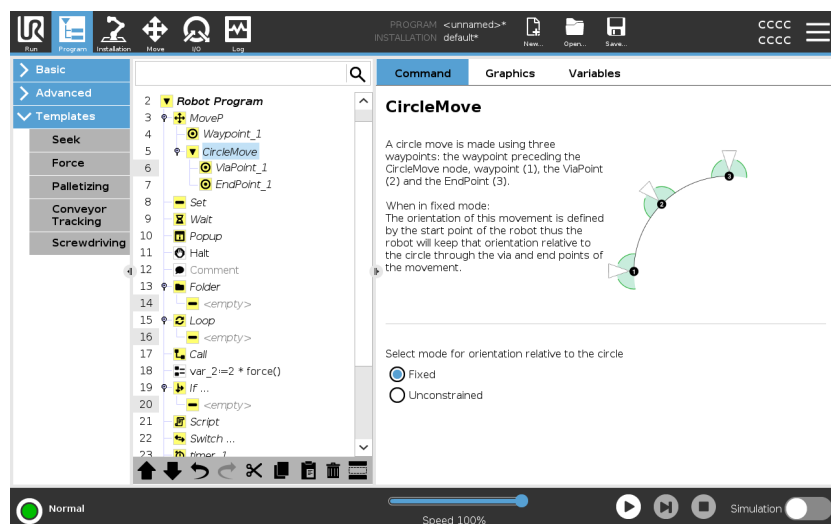 PROGRAM <unnamed>*
INSTALLATION default*
UR
Run
Program
Installation
Move
I/O
Log
New...
Open...
Save...
CCCC
CCCC
Basic
Advanced
Templates
Seek
Force
Palletizing
Conveyor
Tracking
Screwdriving
2 Robot Program
3 MoveP
4 Waypoint_1
5 CircleMove
6 ViaPoint_1
7 EndPoint_1
8 Set
9 Wait
10 Popup
11 Halt
12 Comment
13 Folder
14 <empty>
15 Loop
16 <empty>
17 Call
18 var_2:=2 * force()
19 If ...
20 <empty>
21 Script
22 Switch ...
23 timer_1
Command Graphics Variables
CircleMove
A circle move is made using three
waypoints: the waypoint preceding the
CircleMove node, waypoint (1), the ViaPoint
(2) and the EndPoint (3).
When in fixed mode:
The orientation of this movement is defined
by the start point of the robot thus the
robot will keep that orientation relative to
the circle through the via and end points of
the movement.
1
2
3
Select mode for orientation relative to the circle
Fixed
Unconstrained
Normal
Speed 100%
Simulation